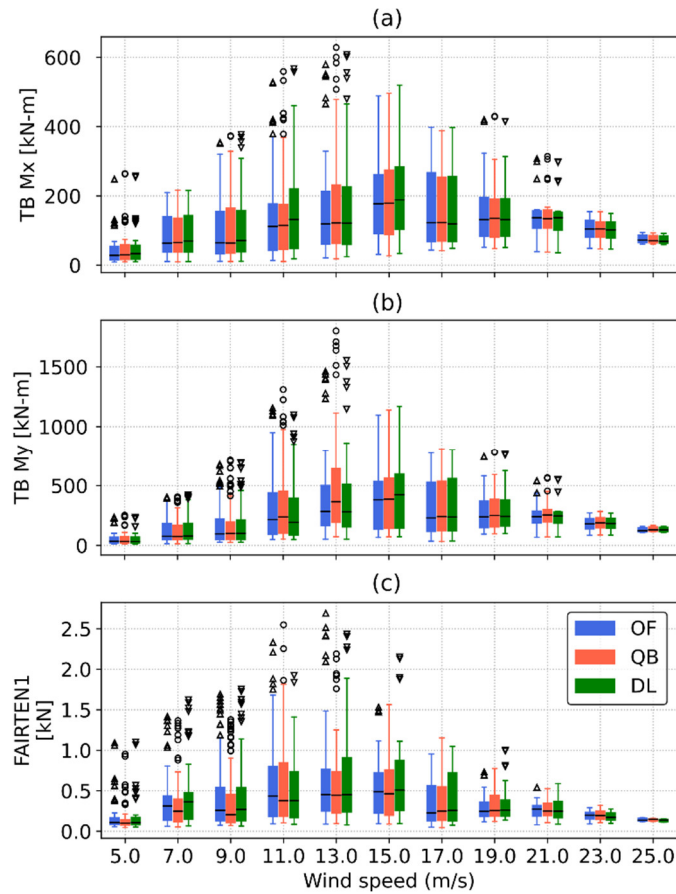 (a)
TB Mx [kN-m]
600
400
200
0
(b)
TB My [kN-m]
1500
1000
500
0
(c)
FAIRTEN1
[kN]
2.5
2.0
1.5
1.0
0.5
0.0
OF
QB
DL
5.0 7.0 9.0 11.0 13.0 15.0 17.0 19.0 21.0 23.0 25.0
Wind speed (m/s)